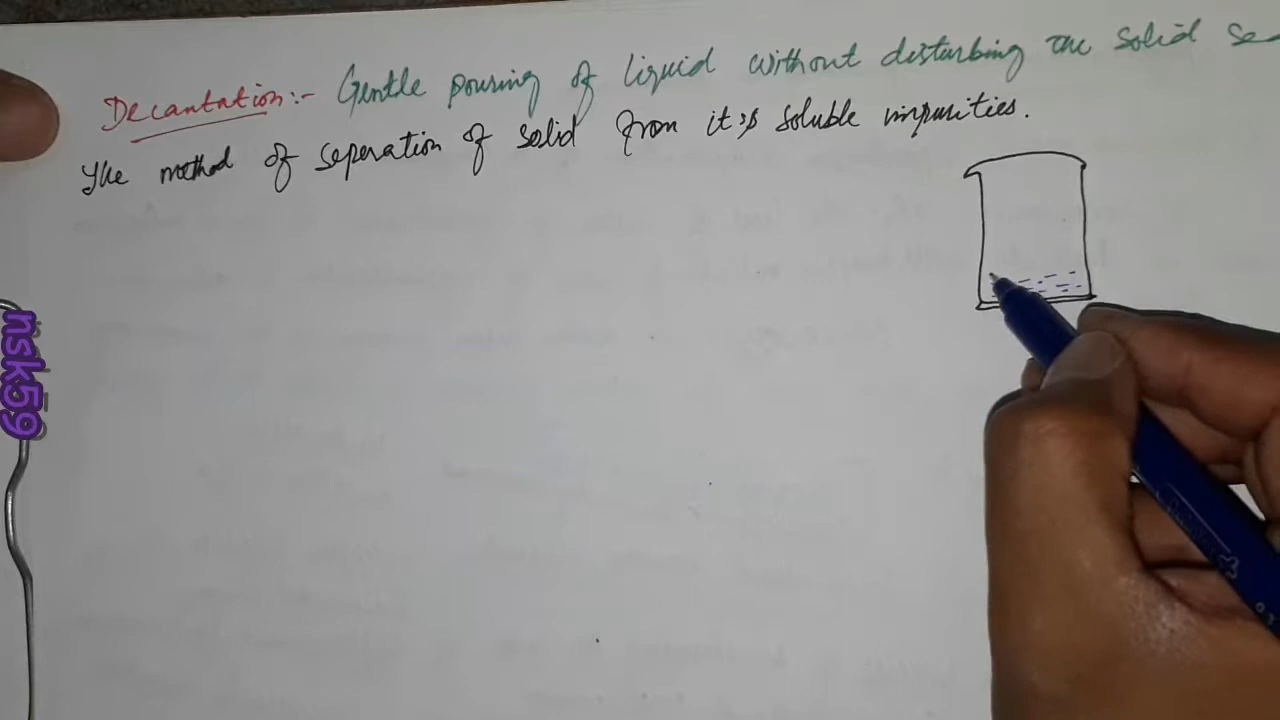 Decantation:- Gentle pouring of liquid without disturbing the solid
The method of seperation of solid from it's soluble impurities.
nsk59